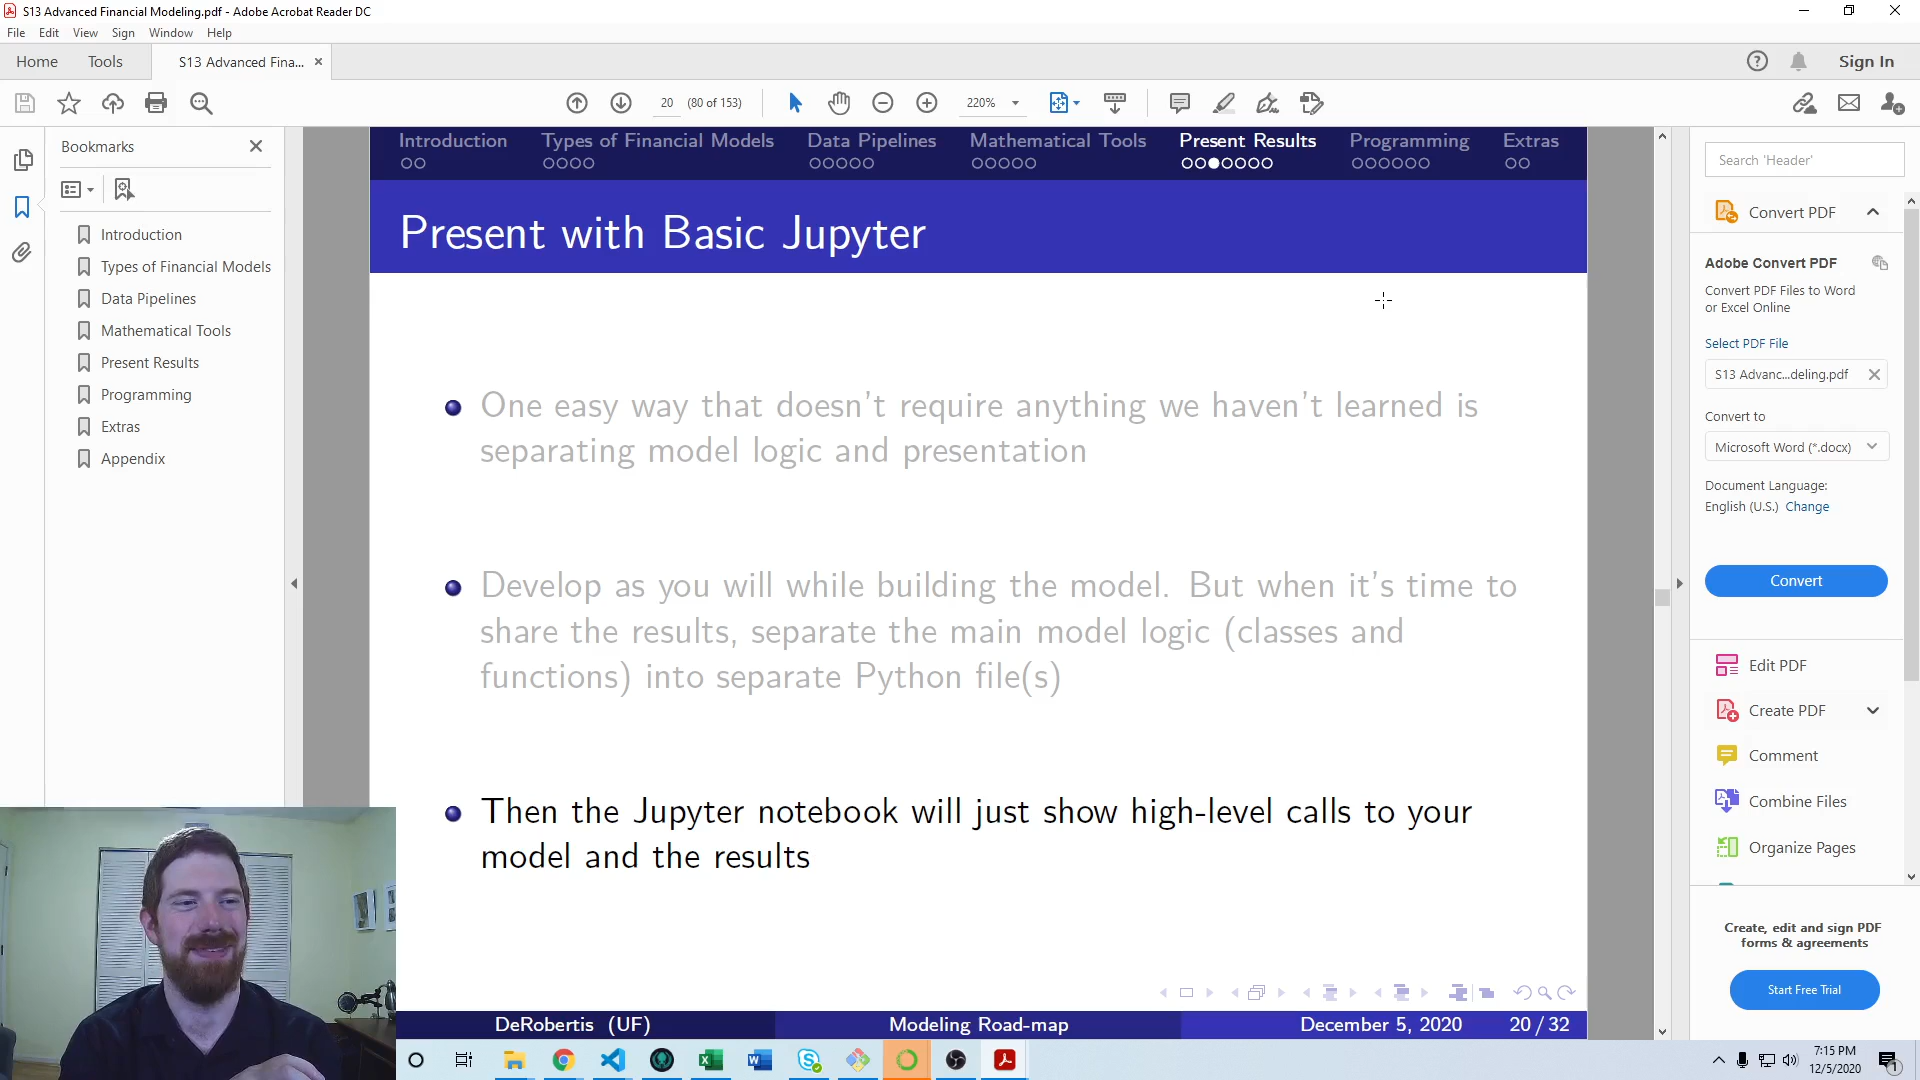 S13 Advanced Financial Modeling.pdf - Adobe Acrobat Reader DC
File Edit View Sign Window Help
Home Tools S13 Advanced Fina... Sign In
20 (80 of 153) 220%
Bookmarks
Introduction
Types of Financial Models
Data Pipelines
Mathematical Tools
Present Results
Programming
Extras
Appendix
Introduction Types of Financial Models Data Pipelines Mathematical Tools Present Results Programming Extras
Present with Basic Jupyter
One easy way that doesn't require anything we haven't learned is
separating model logic and presentation
Develop as you will while building the model. But when it's time to
share the results, separate the main model logic (classes and
functions) into separate Python file(s)
Then the Jupyter notebook will just show high-level calls to your
model and the results
DeRobertis (UF) Modeling Road-map December 5, 2020 20 / 32
Search 'Header'
Convert PDF
Adobe Convert PDF
Convert PDF Files to Word
or Excel Online
Select PDF File
S13 Advanc...deling.pdf
Convert to
Microsoft Word (*.docx)
Document Language:
English (U.S.) Change
Convert
Edit PDF
Create PDF
Comment
Combine Files
Organize Pages
Create, edit and sign PDF
forms & agreements
Start Free Trial
7:15 PM
12/5/2020
1